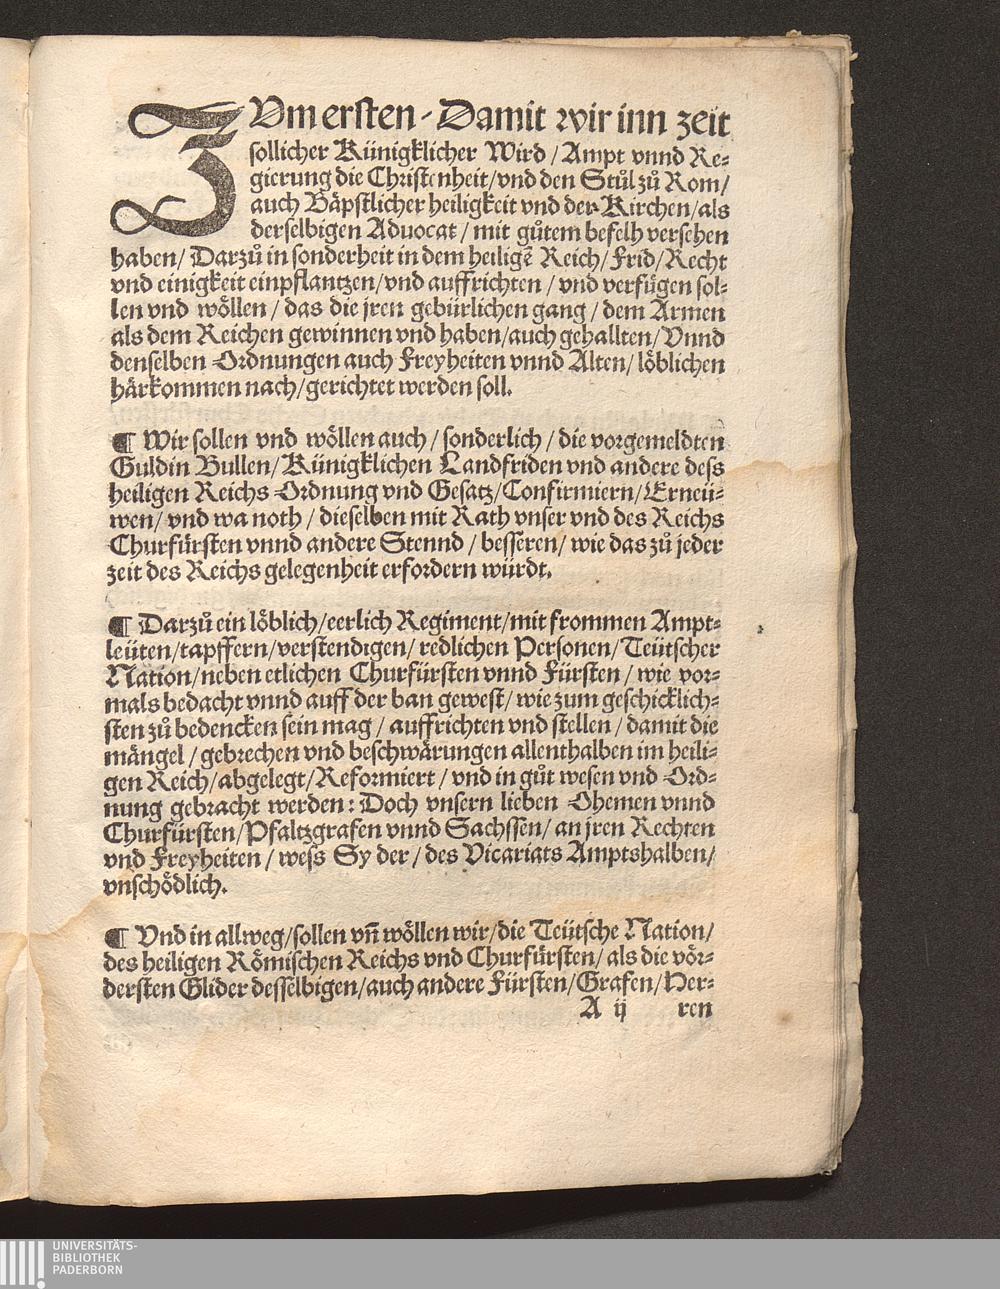 ZVm ersten - Damit wir inn zeit
sollicher Künigklicher Wird / Ampt vnnd Re⸗
gierung die Christenheit / vnd den Stůl zů Rom /
auch Bäpstlicher heiligkeit vnd der Kirchen / als
derselbigen Aduocat / mit gůtem befelh versehen
haben / Darzů in sonderheit in dem heiligẽ Reich / Frid / Recht
vnd einigkeit einpflantzen / vnd auffrichten / vnd verfügen sol⸗
len vnd wöllen / das die jren gebürlichen gang / dem Armen
als dem Reichen gewinnen vnd haben / auch gehallten / Vnnd
denselben Ordnungen auch Freyheiten vnnd Alten / löblichen
härkommen nach / gerichtet werden soll.
¶ Wir sollen vnd wöllen auch / sonderlich / die vorgemeldten
Guldin Bullen / Künigklichen Landfriden vnd andere dess
heiligen Reichs Ordnung vnd Gesatz / Confirmiern / Erneü⸗
wen / vnd wa noth / dieselben mit Rath vnser vnd des Reichs
Churfürsten vnnd andere Stennd / besseren / wie das zů jeder
zeit des Reichs gelegenheit erfordern würdt.
¶ Darzů ein löblich / eerlich Regiment / mit frommen Ampt⸗
leüten / tapffern / verstendigen / redlichen Personen / Teütscher
Nation / neben etlichen Churfürsten vnnd Fürsten / wie vor⸗
mals bedacht vnnd auff der ban gewest / wie zum geschicklich⸗
sten zů bedencken sein mag / auffrichten vnd stellen / damit die
mängel / gebrechen vnd beschwärungen allenthalben im heili⸗
gen Reich / abgelegt / Reformiert / vnd in gůt wesen vnd Ord⸗
nung gebracht werden : Doch vnsern lieben Ohemen vnnd
Churfürsten / Pfaltzgrafen vnnd Sachssen / an jren Rechten
vnd Freyheiten / wess Sy der / des Vicariats Amptshalben /
vnschödlich.
¶ Vnd in allweg / sollen vñ wöllen wir / die Teütsche Nation /
des heiligen Römischen Reichs vnd Churfürsten / als die vör⸗
dersten Glider desselbigen / auch andere Fürsten / Grafen / Her⸗
A ij ren
UNIVERSITÄTS-
BIBLIOTHEK
PADERBORN